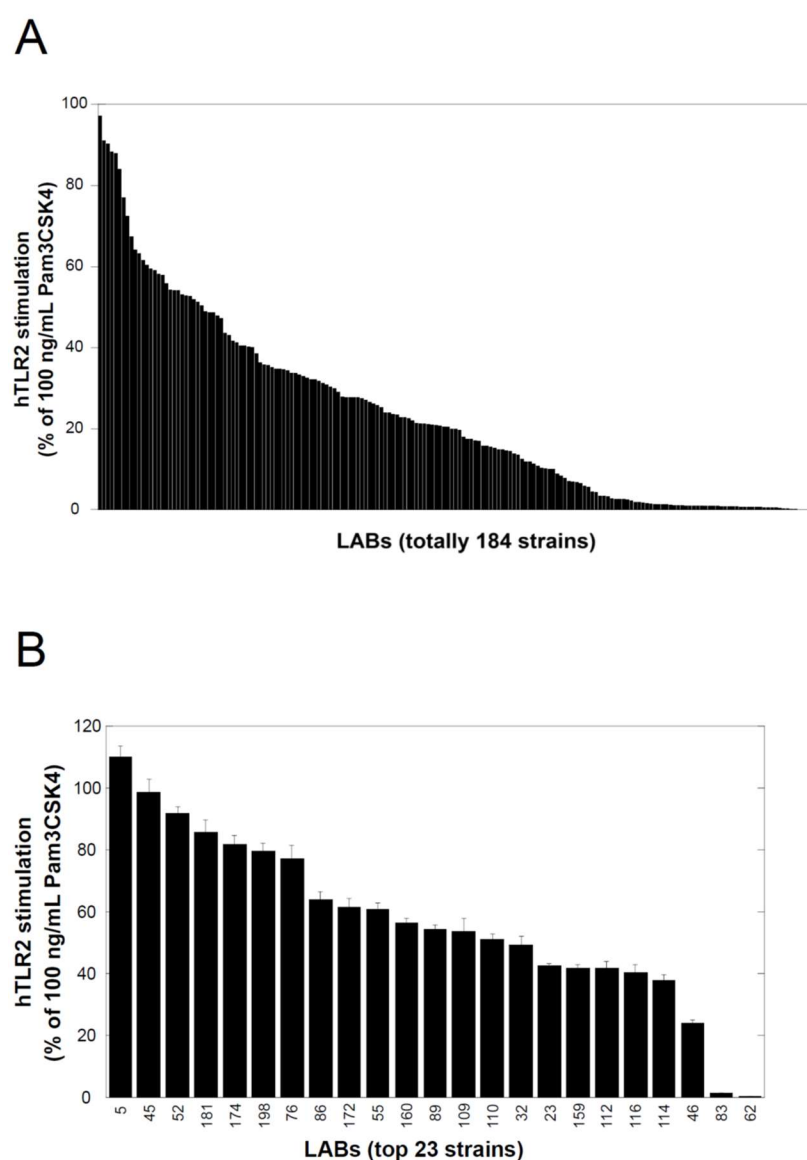 A
100
80
60
40
20
0
hTLR2 stimulation
(% of 100 ng/mL Pam3CSK4)
LABs (totally 184 strains)
B
120
100
80
60
40
20
0
hTLR2 stimulation
(% of 100 ng/mL Pam3CSK4)
5 45 52 181 174 198 76 86 172 55 160 89 109 110 32 23 159 112 116 114 46 83 62
LABs (top 23 strains)